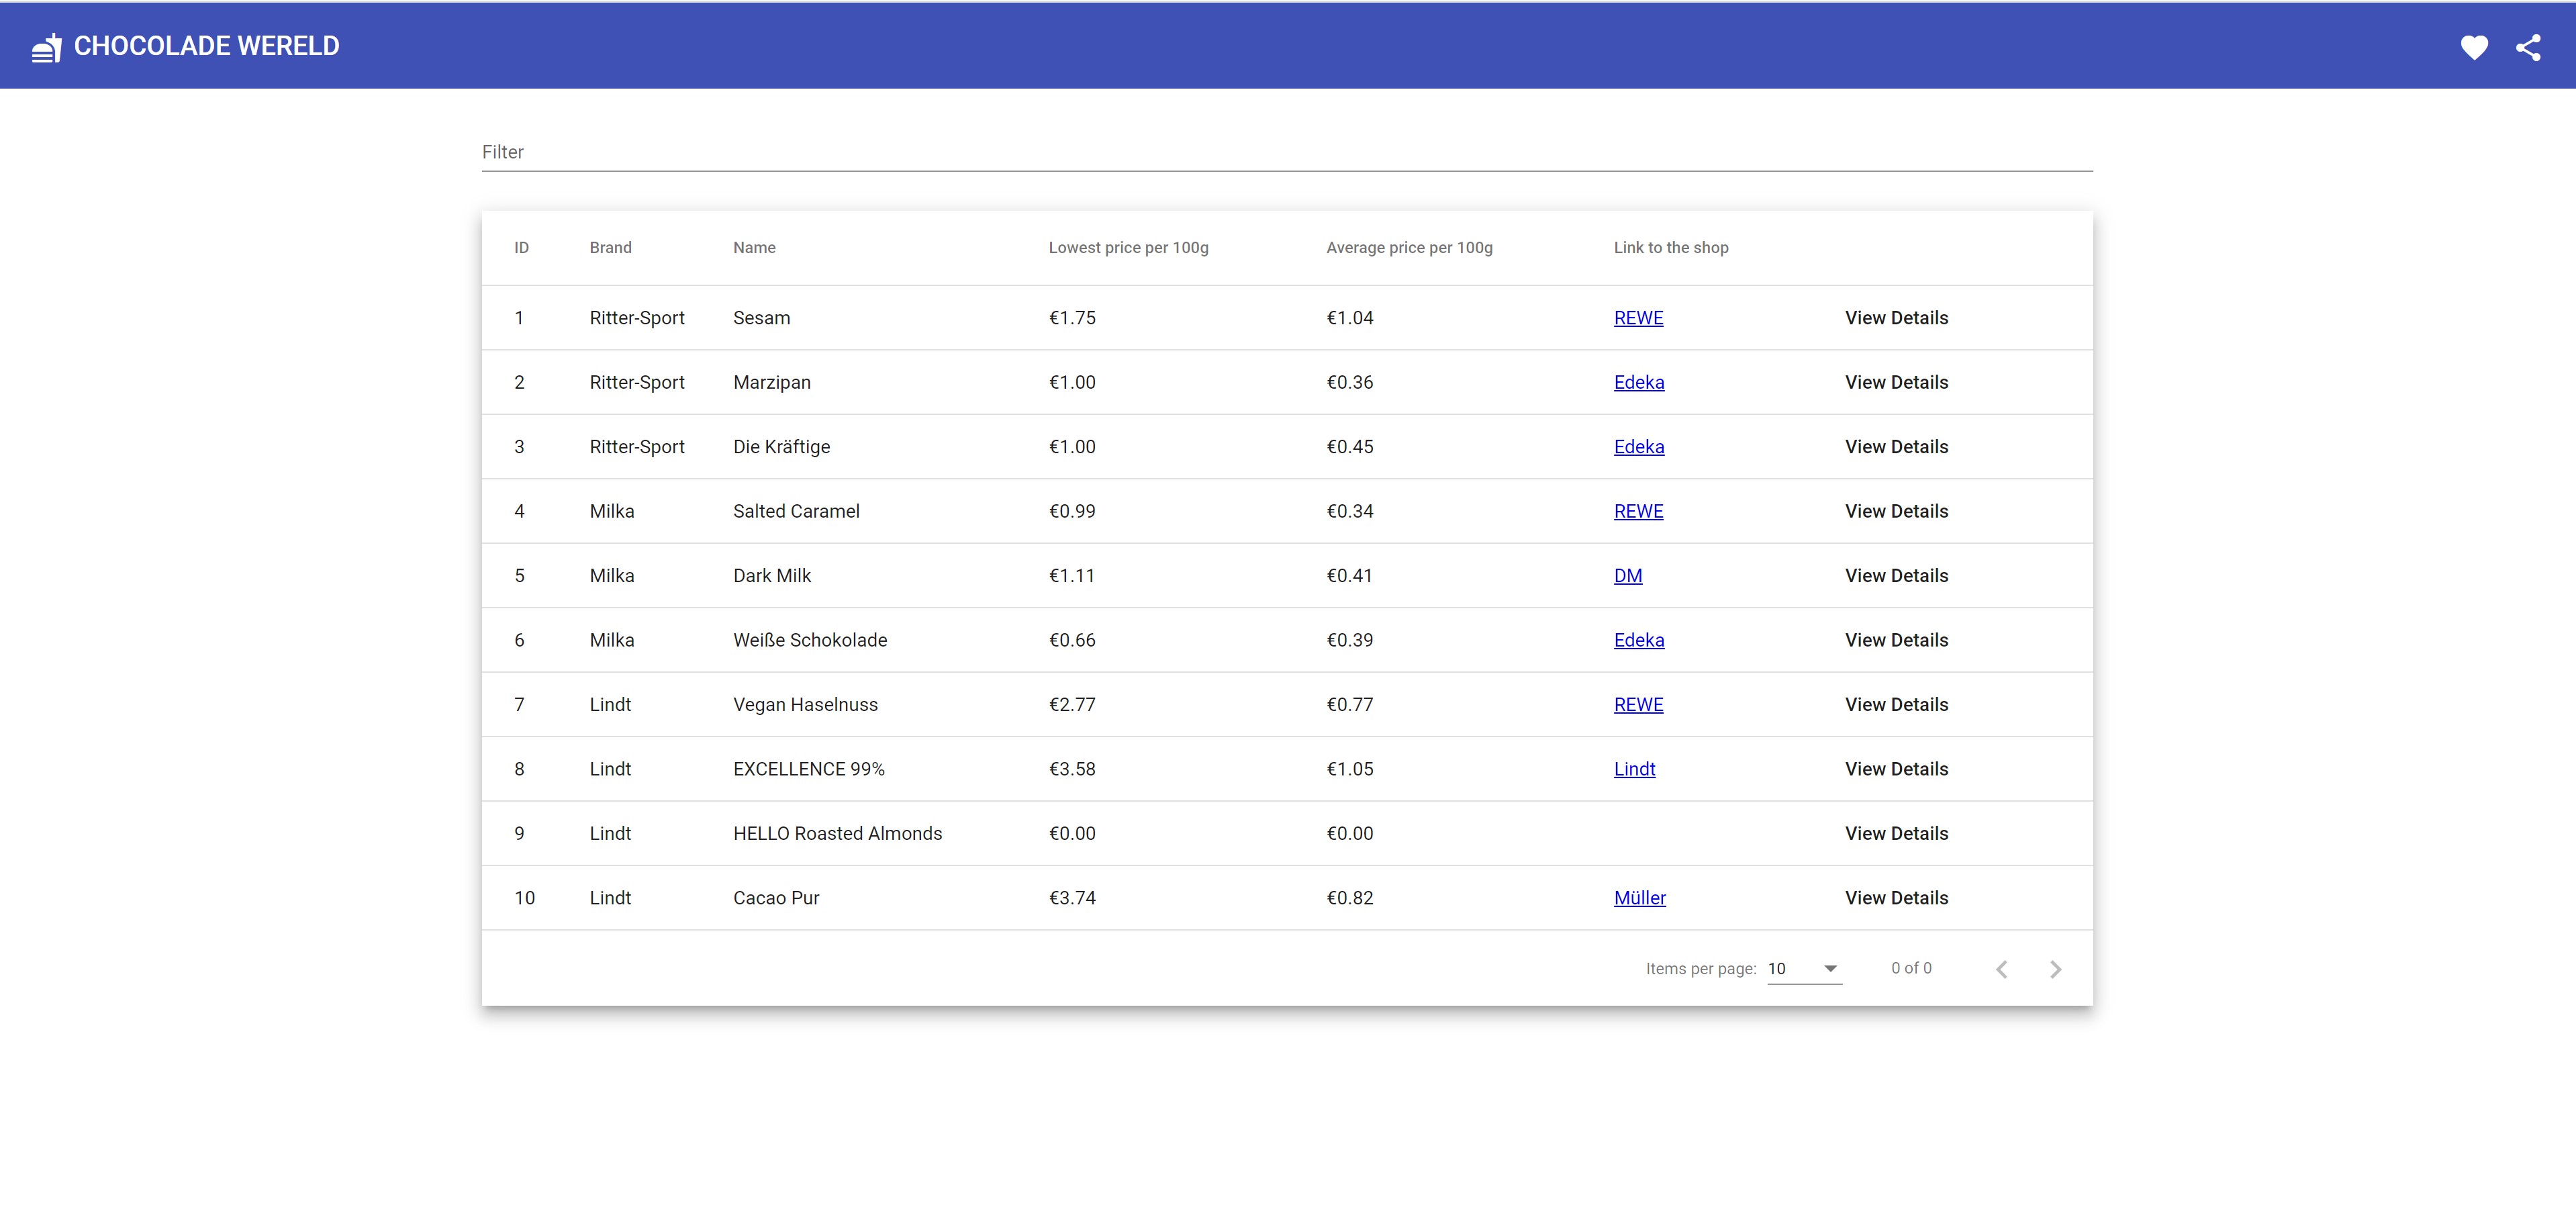 CHOCOLADE WERELD
Filter
ID Brand Name Lowest price per 100g Average price per 100g Link to the shop
1 Ritter-Sport Sesam €1.75 €1.04 REWE View Details
2 Ritter-Sport Marzipan €1.00 €0.36 Edeka View Details
3 Ritter-Sport Die Kräftige €1.00 €0.45 Edeka View Details
4 Milka Salted Caramel €0.99 €0.34 REWE View Details
5 Milka Dark Milk €1.11 €0.41 DM View Details
6 Milka Weiße Schokolade €0.66 €0.39 Edeka View Details
7 Lindt Vegan Haselnuss €2.77 €0.77 REWE View Details
8 Lindt EXCELLENCE 99% €3.58 €1.05 Lindt View Details
9 Lindt HELLO Roasted Almonds €0.00 €0.00 View Details
10 Lindt Cacao Pur €3.74 €0.82 Müller View Details
Items per page: 10 0 of 0